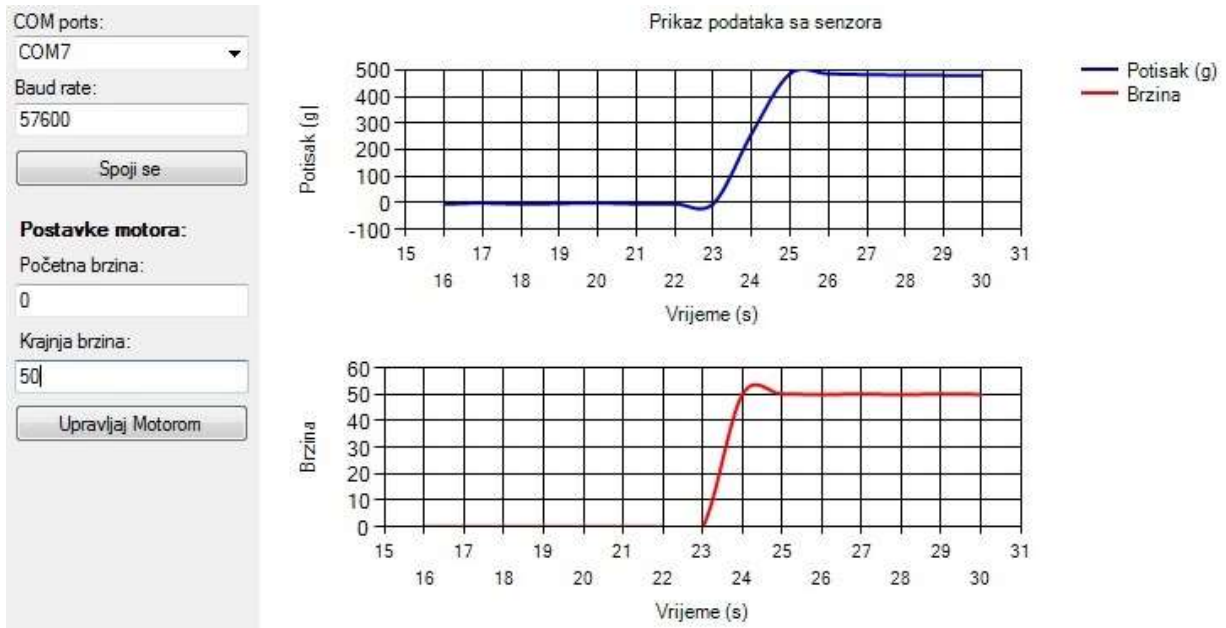 COM ports:
COM7
Baud rate:
57600
Spoji se
Postavke motora:
Početna brzina:
0
Krajnja brzina:
50
Upravljaj Motorom
Prikaz podataka sa senzora
Potisak (g)
Brzina
Potisak (g)
500
400
300
200
100
0
-100
15 17 19 21 23 25 27 29 31
16 18 20 22 24 26 28 30
Vrijeme (s)
Brzina
60
50
40
30
20
10
0
15 17 19 21 23 25 27 29 31
16 18 20 22 24 26 28 30
Vrijeme (s)